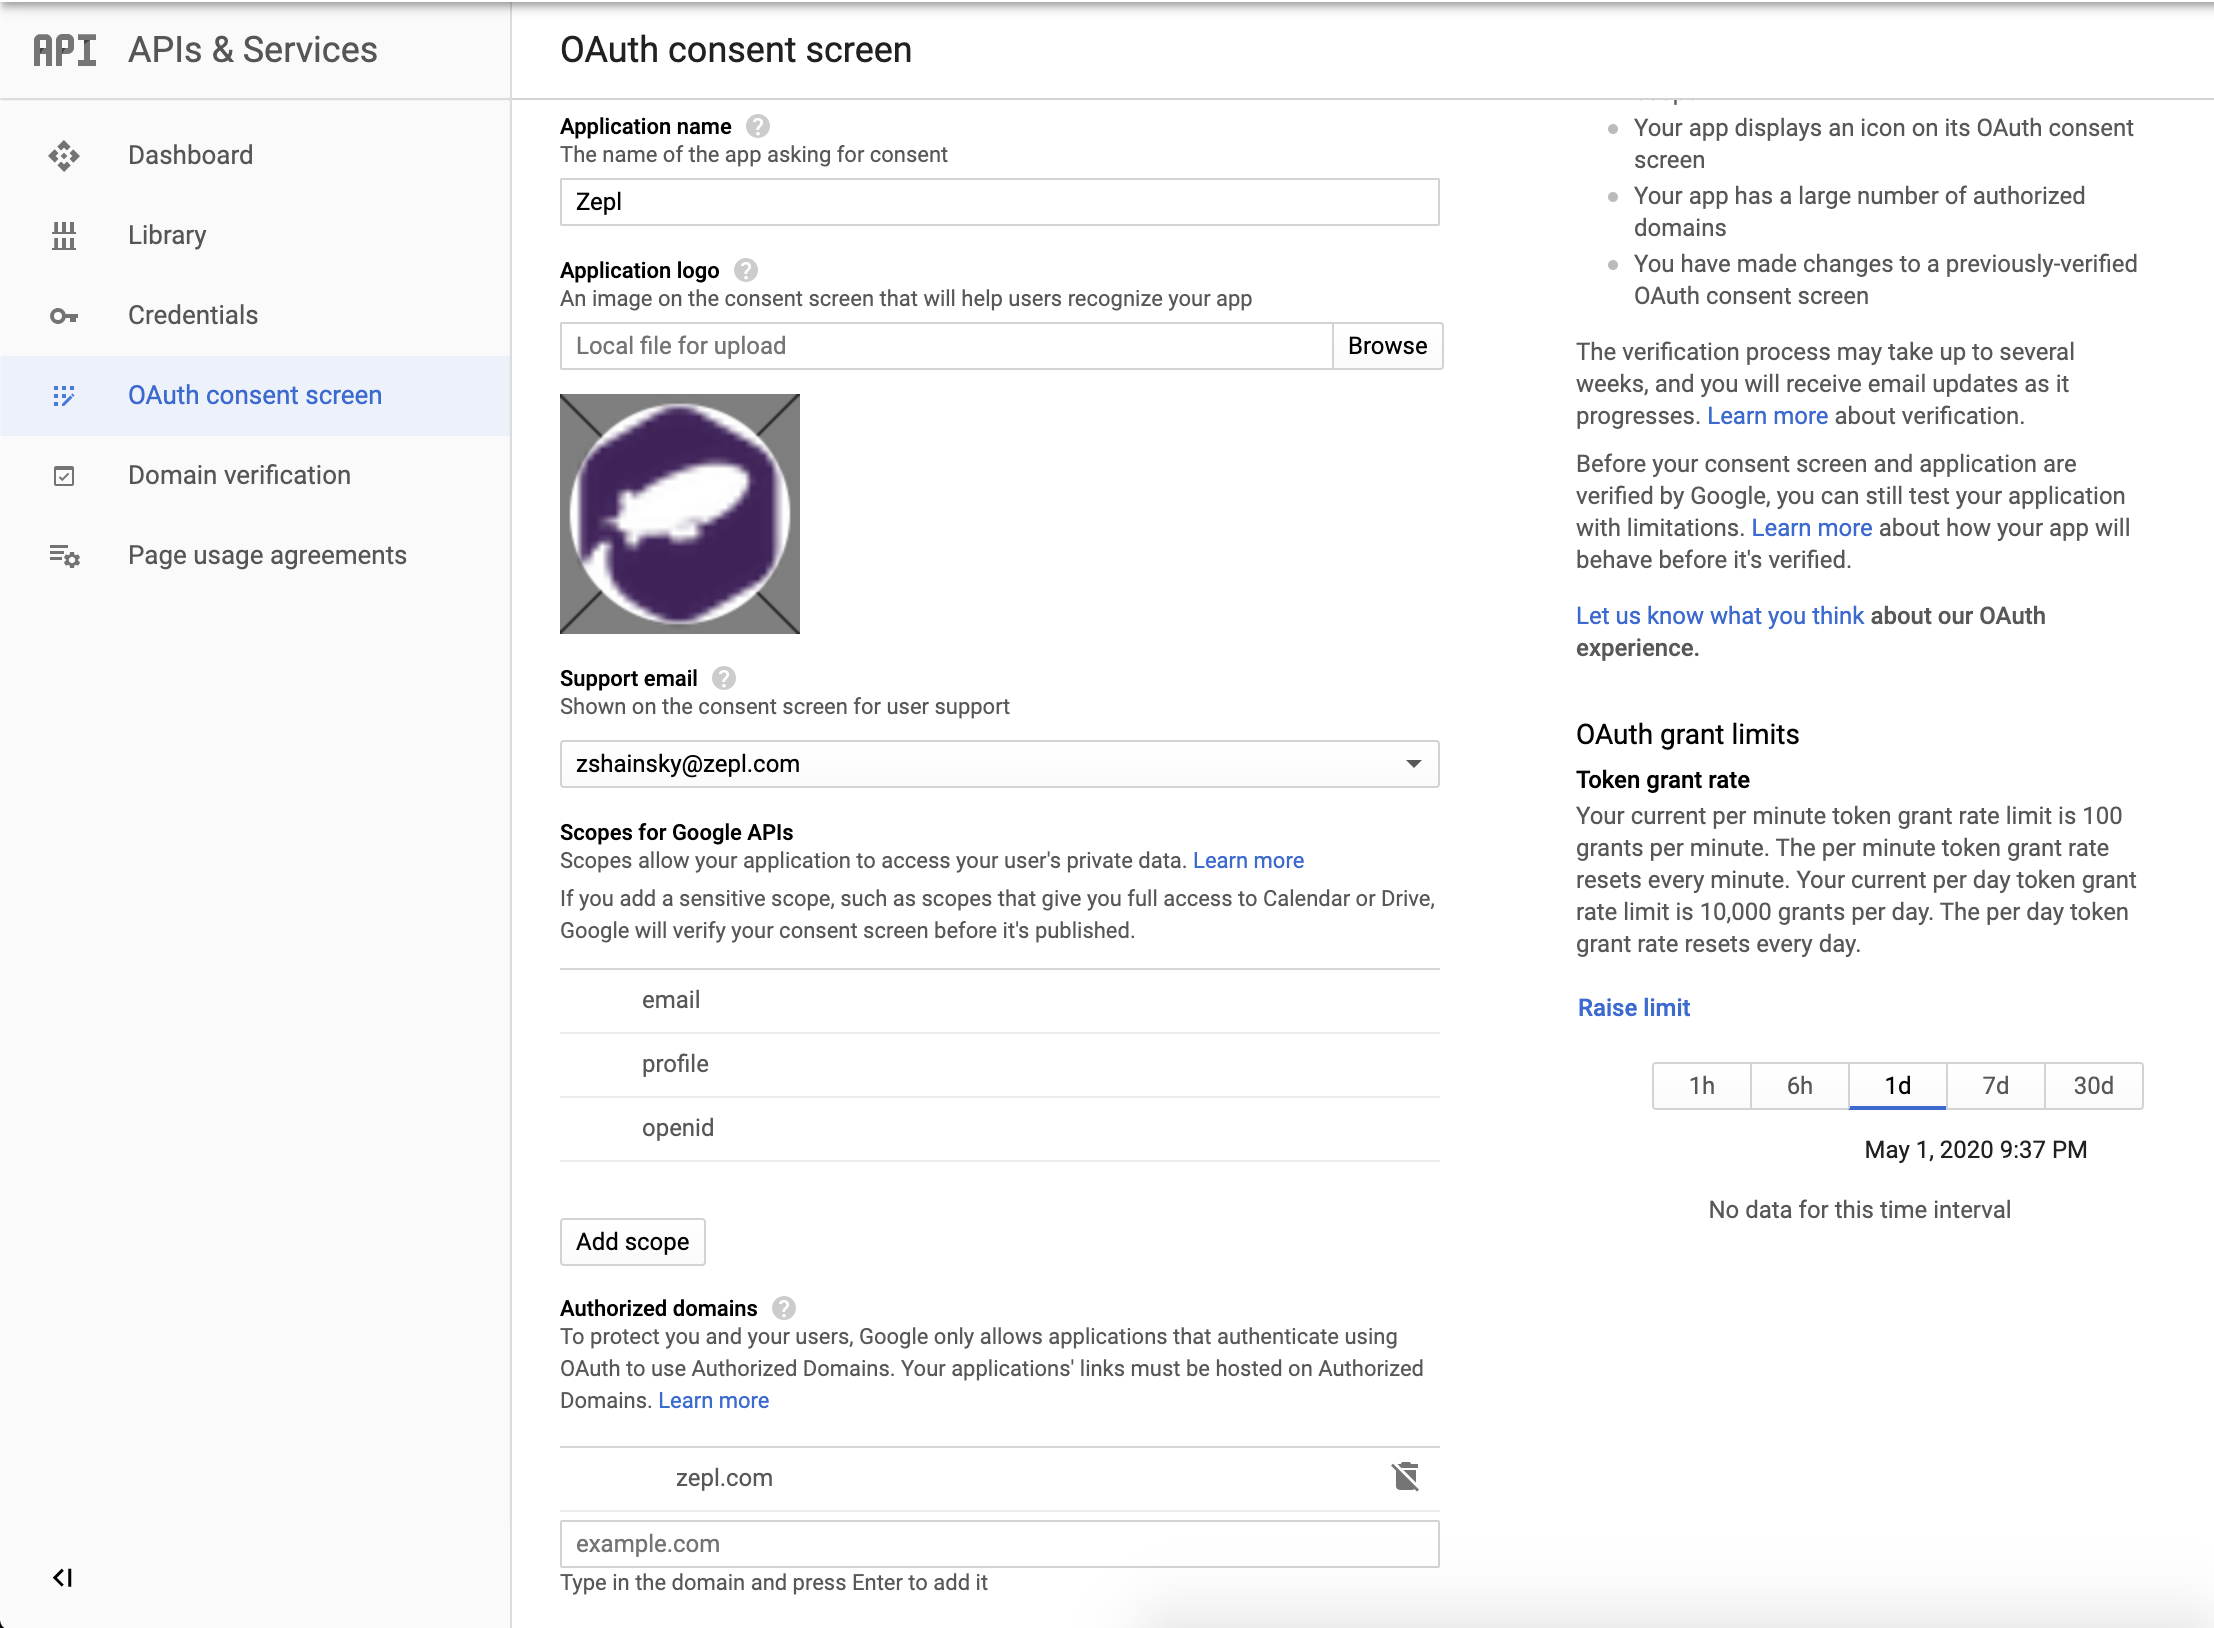 API APIs & Services
OAuth consent screen
Dashboard
Library
Credentials
OAuth consent screen
Domain verification
Page usage agreements
Application name
The name of the app asking for consent
Zepl
Application logo
An image on the consent screen that will help users recognize your app
Local file for upload
Browse
Support email
Shown on the consent screen for user support
zshainsky@zepl.com
Scopes for Google APIs
Scopes allow your application to access your user's private data. Learn more
If you add a sensitive scope, such as scopes that give you full access to Calendar or Drive,
Google will verify your consent screen before it's published.
email
profile
openid
Add scope
Authorized domains
To protect you and your users, Google only allows applications that authenticate using
OAuth to use Authorized Domains. Your applications' links must be hosted on Authorized
Domains. Learn more
zepl.com
example.com
Type in the domain and press Enter to add it
Your app displays an icon on its OAuth consent
screen
Your app has a large number of authorized
domains
You have made changes to a previously-verified
OAuth consent screen
The verification process may take up to several
weeks, and you will receive email updates as it
progresses. Learn more about verification.
Before your consent screen and application are
verified by Google, you can still test your application
with limitations. Learn more about how your app will
behave before it's verified.
Let us know what you think about our OAuth
experience.
OAuth grant limits
Token grant rate
Your current per minute token grant rate limit is 100
grants per minute. The per minute token grant rate
resets every minute. Your current per day token grant
rate limit is 10,000 grants per day. The per day token
grant rate resets every day.
Raise limit
1h 6h 1d 7d 30d
May 1, 2020 9:37 PM
No data for this time interval